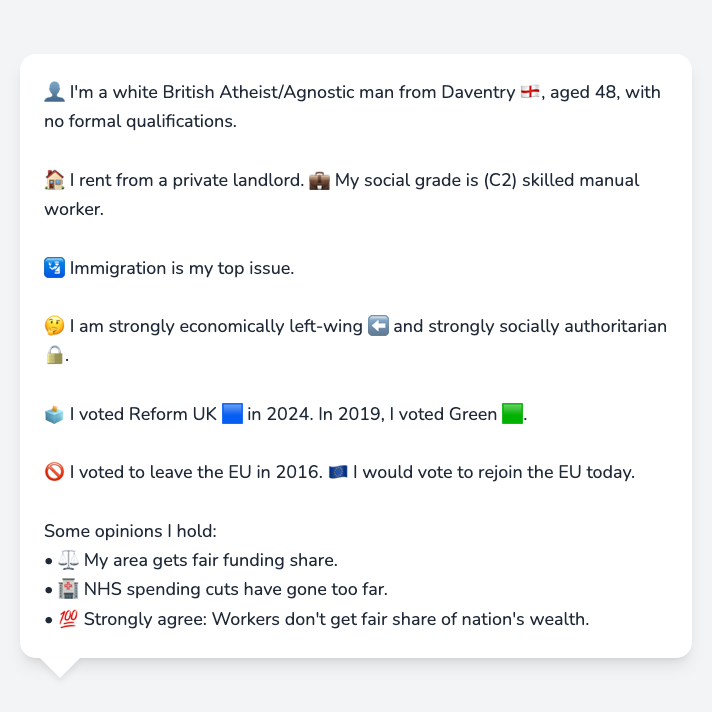 👤 I'm a white British Atheist/Agnostic man from Daventry 🏴󠁧󠁢󠁥󠁮󠁧󠁿, aged 48, with
no formal qualifications.
🏠 I rent from a private landlord. 💼 My social grade is (C2) skilled manual
worker.
🛂 Immigration is my top issue.
🤔 I am strongly economically left-wing ⬅️ and strongly socially authoritarian
🔒.
🗳️ I voted Reform UK 🟦 in 2024. In 2019, I voted Green 🟩.
🚫 I voted to leave the EU in 2016. 🇪🇺 I would vote to rejoin the EU today.
Some opinions I hold:
• ⚖️ My area gets fair funding share.
• 🏥 NHS spending cuts have gone too far.
• 💯 Strongly agree: Workers don't get fair share of nation's wealth.